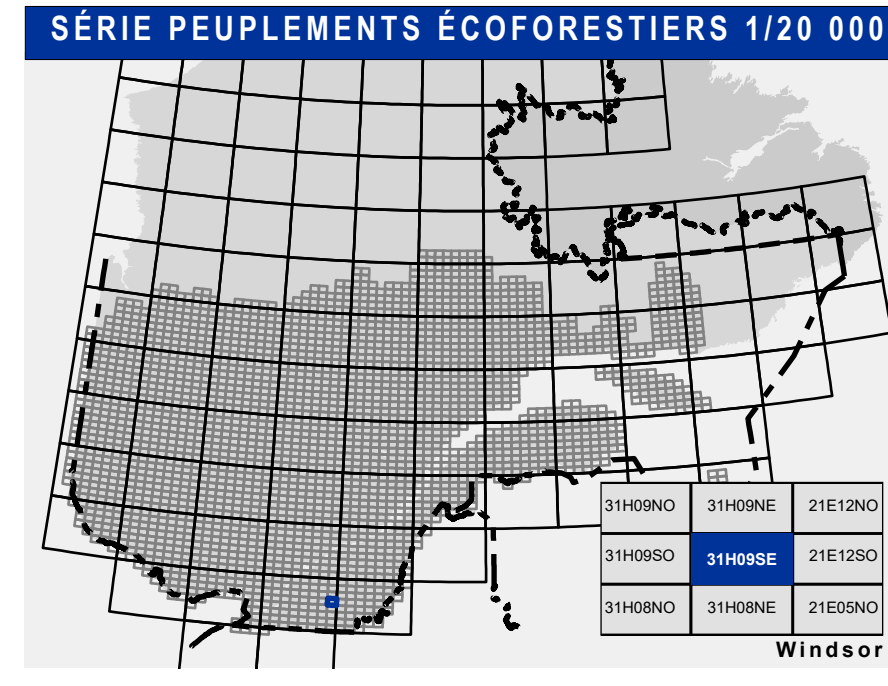 SÉRIE PEUPLEMENTS ÉCOFORESTIERS 1/20 000
31H09NO 31H09NE 21E12NO
31H09SO 31H09SE 21E12SO
31H08NO 31H08NE 21E05NO
Windsor